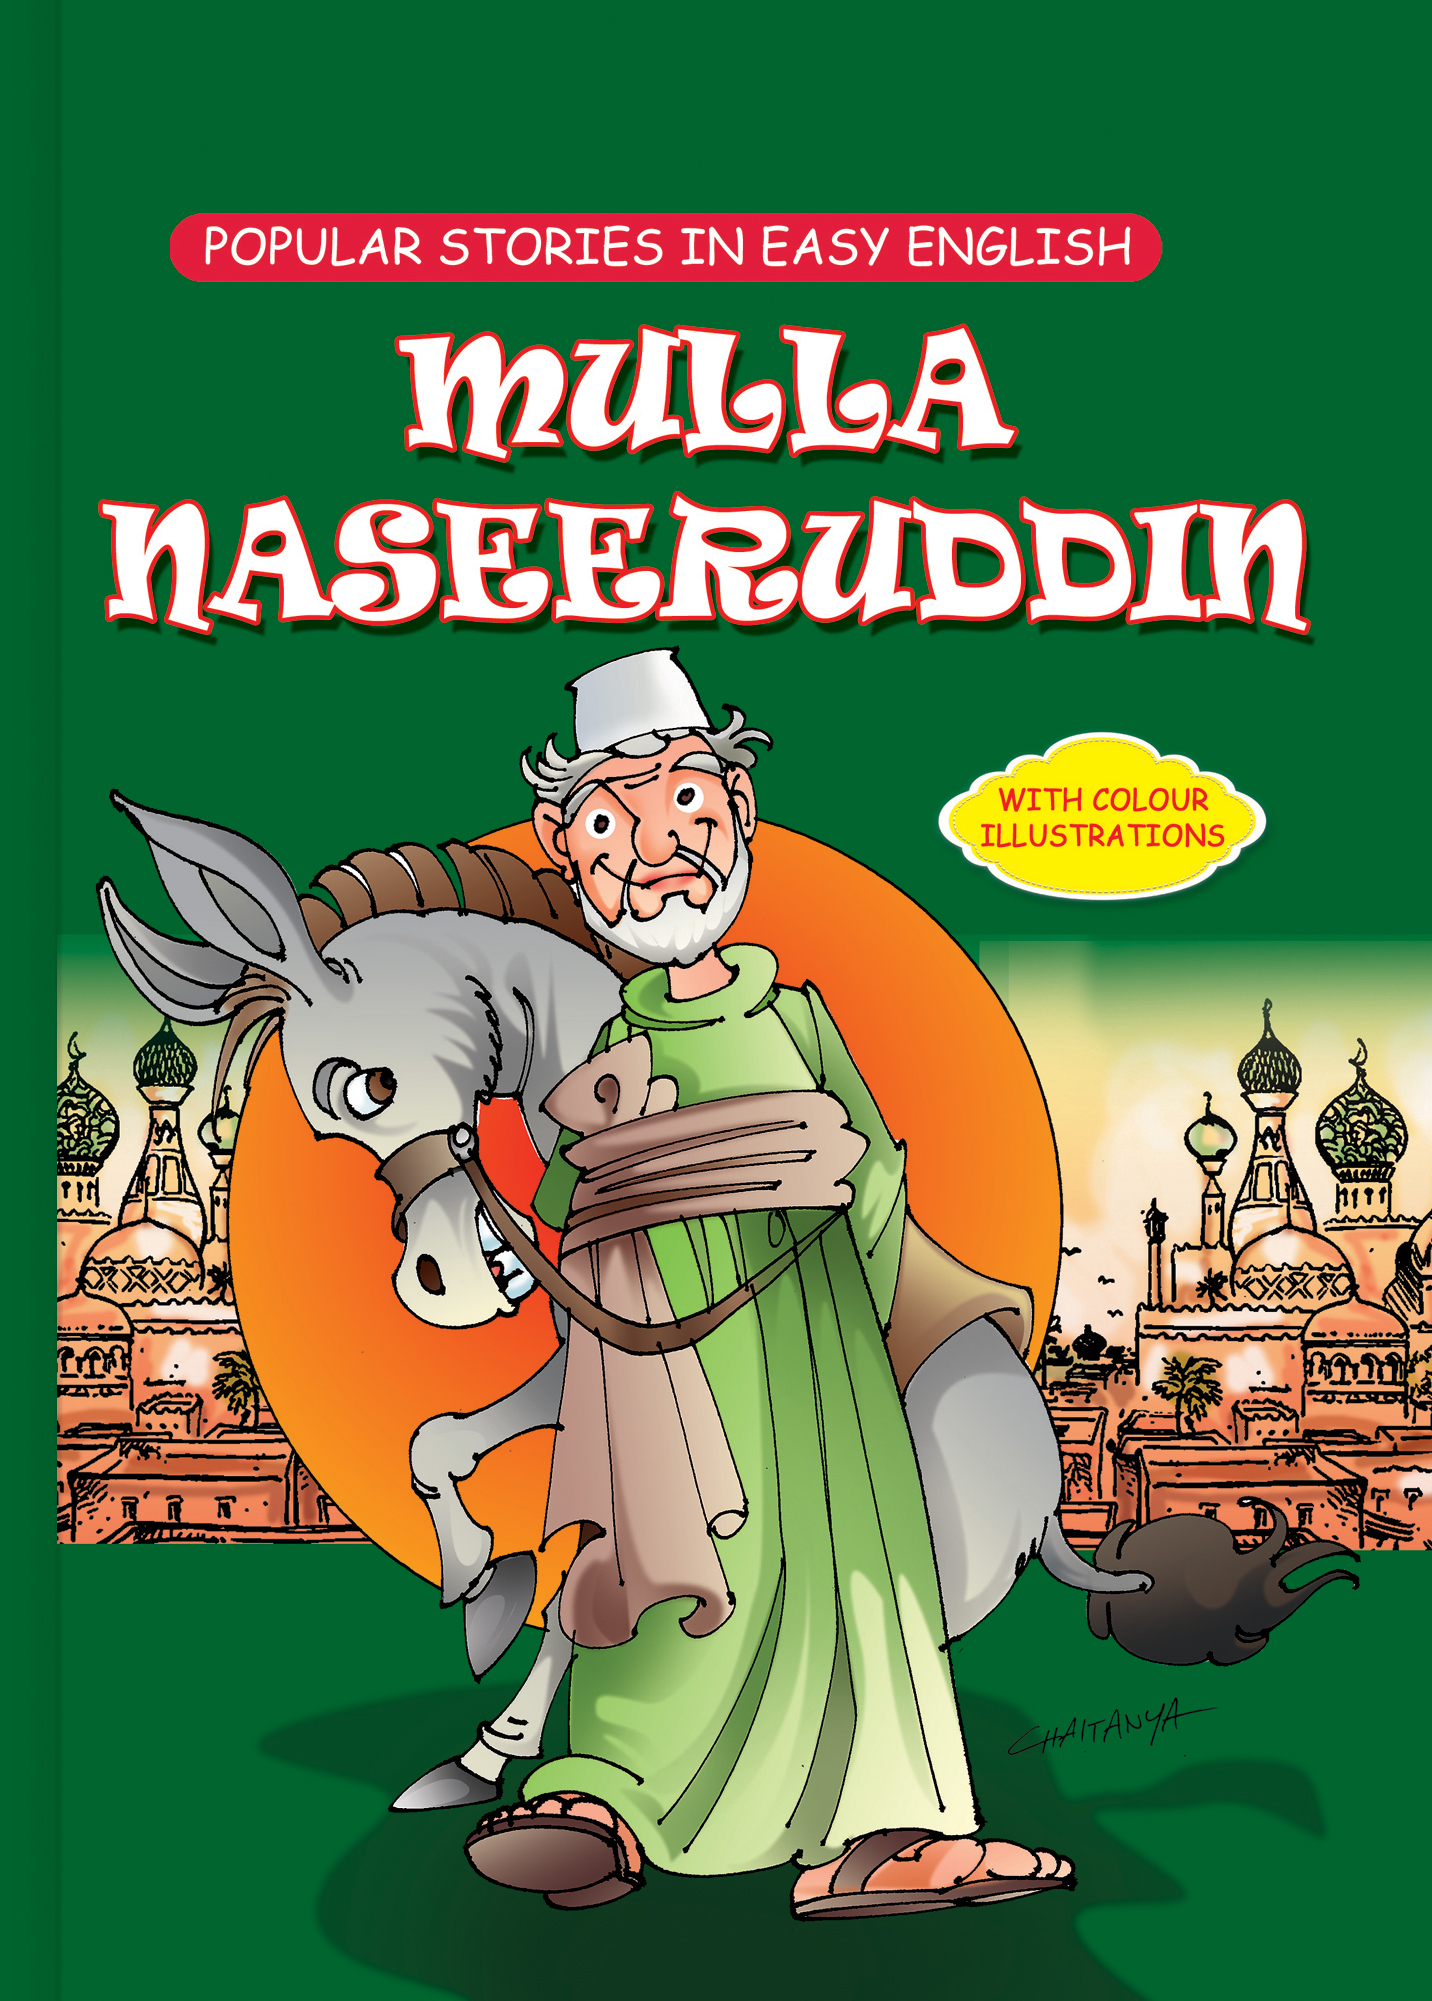 POPULAR STORIES IN EASY ENGLISH
MULLA
NASEERUDDIN
WITH COLOUR
ILLUSTRATIONS
CHAITANYA